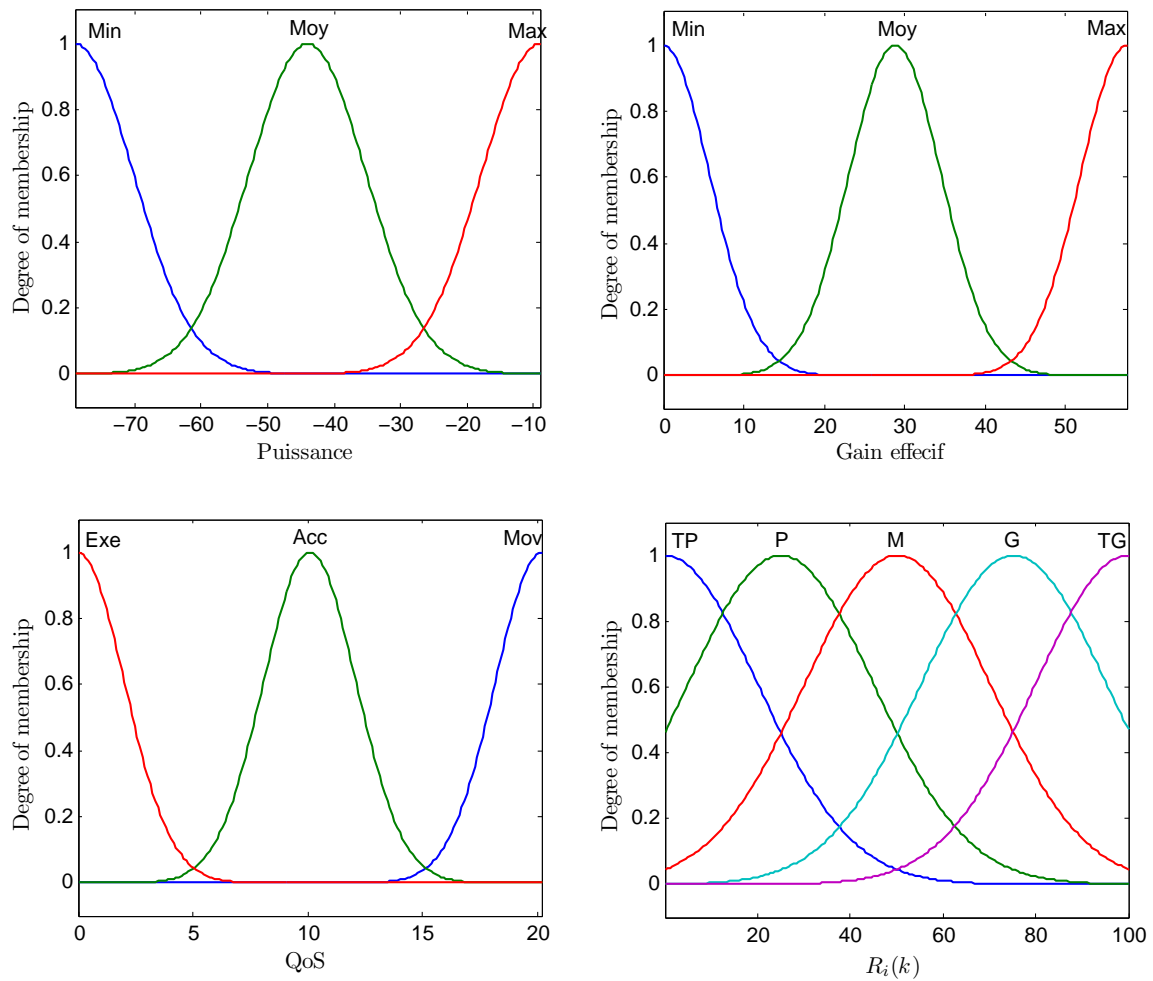 Min Moy Max
Degree of membership
1
0.8
0.6
0.4
0.2
0
−70 −60 −50 −40 −30 −20 −10
Puissance
Min Moy Max
Degree of membership
1
0.8
0.6
0.4
0.2
0
0 10 20 30 40 50
Gain effecif
Exe Acc Mov
Degree of membership
1
0.8
0.6
0.4
0.2
0
0 5 10 15 20
QoS
TP P M G TG
Degree of membership
1
0.8
0.6
0.4
0.2
0
20 40 60 80 100
R_i(k)